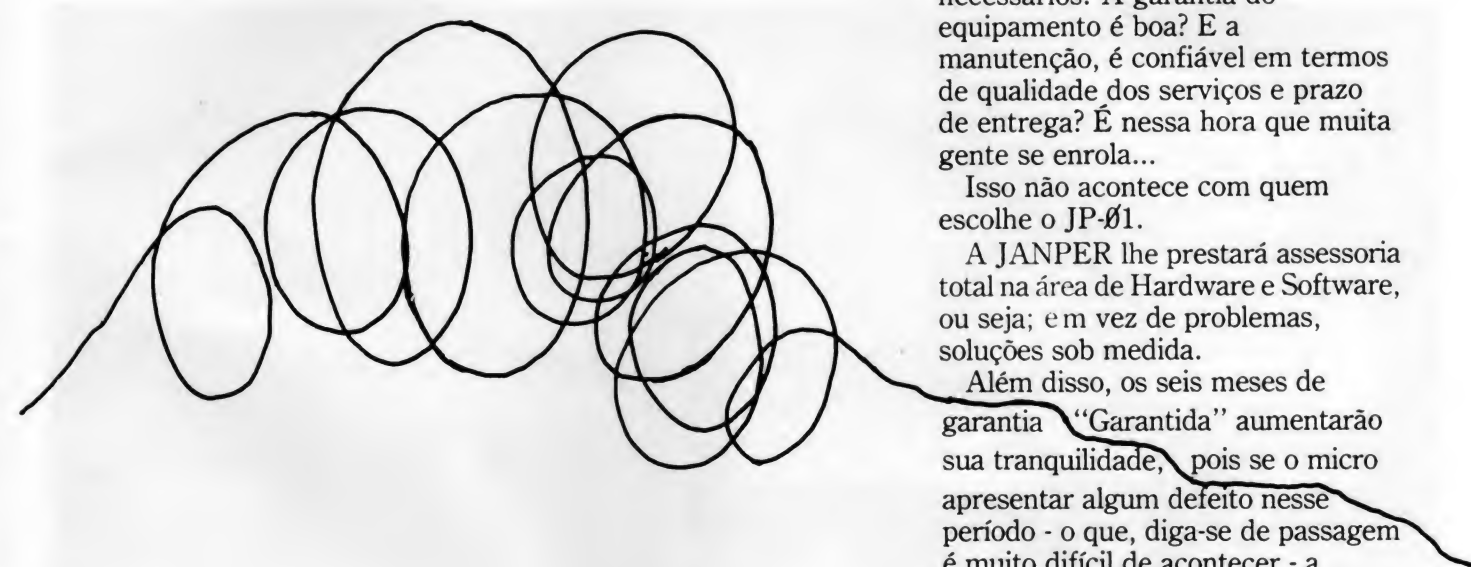 necessários? A garantia do
equipamento é boa? E a
manutenção, é confiável em termos
de qualidade dos serviços e prazo
de entrega? É nessa hora que muita
gente se enrola...
Isso não acontece com quem
escolhe o JP-Ø1.
A JANPER lhe prestará assessoria
total na área de Hardware e Software,
ou seja; em vez de problemas,
soluções sob medida.
Além disso, os seis meses de
garantia "Garantida" aumentarão
sua tranquilidade, pois se o micro
apresentar algum defeito nesse
período - o que, diga-se de passagem
é muito difícil de acontecer - a